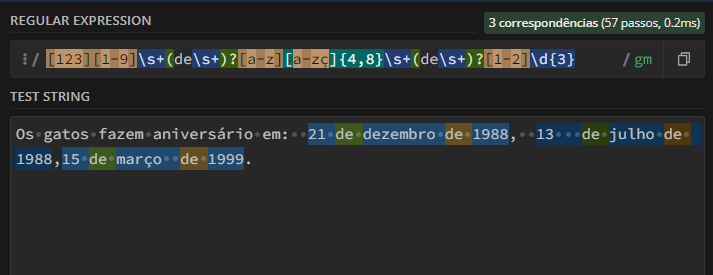 REGULAR EXPRESSION
3 correspondências (57 passos, 0.2ms)
/ [123][1-9]\s+(de\s+)?[a-z][a-zç]{4,8}\s+(de\s+)?[1-2]\d{3} / gm
TEST STRING
Os·gatos·fazem·aniversário·em:··21·de·dezembro·de·1988,··13···de·julho·de·
1988,15·de·março··de·1999.